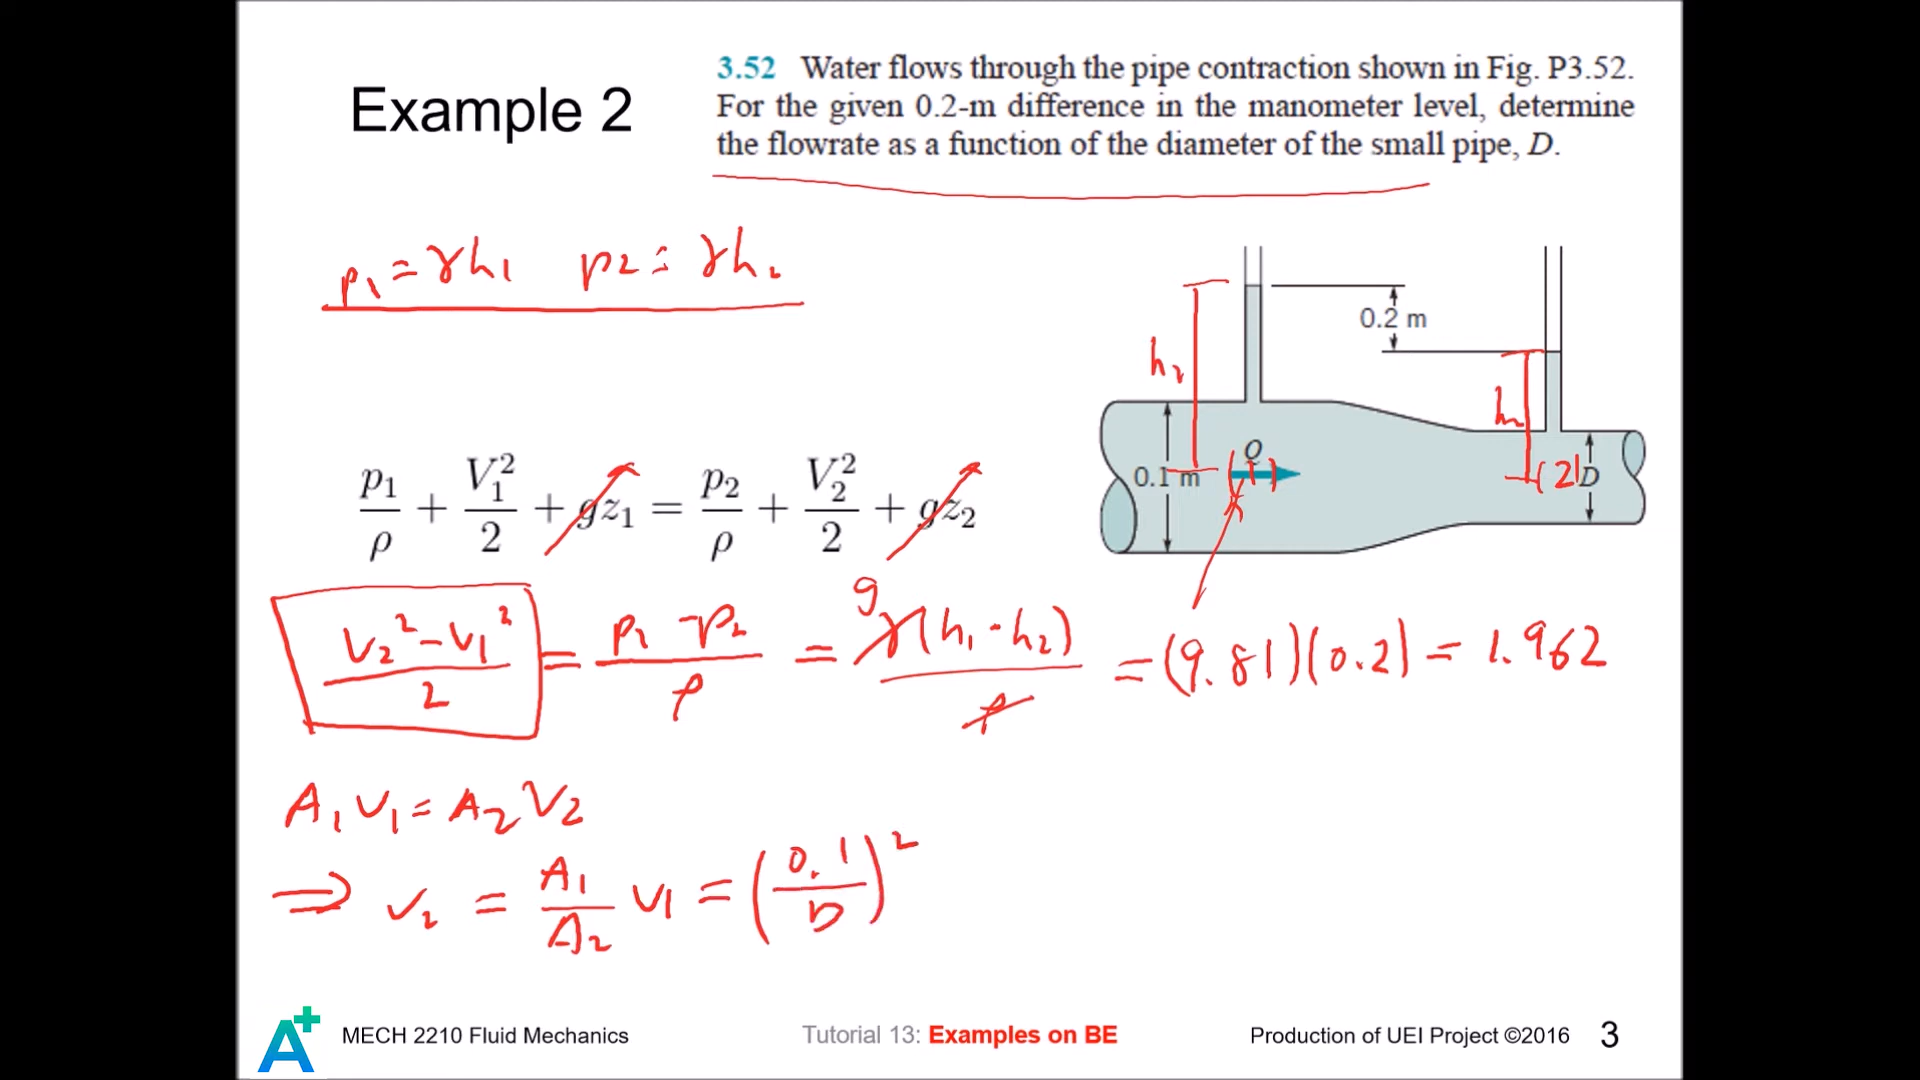 Example 2
3.52 Water flows through the pipe contraction shown in Fig. P3.52.
For the given 0.2-m difference in the manometer level, determine
the flowrate as a function of the diameter of the small pipe, D.
p₁ = γh₁ p₂ = γh₂
0.2 m
h₂
h
Q
0.1 m
(1)
(2)
D
p₁/ρ + V₁²/2 + gz₁ = p₂/ρ + V₂²/2 + gz₂
(V₂² - V₁²)/2 = (p₁ - p₂)/ρ = gγ(h₁ - h₂)/ρ = (9.81)(0.2) = 1.962
A₁V₁ = A₂V₂
⇒ V₂ = A₁/A₂ V₁ = (0.1/D)²
A+
MECH 2210 Fluid Mechanics
Tutorial 13: Examples on BE
Production of UEI Project ©2016
3